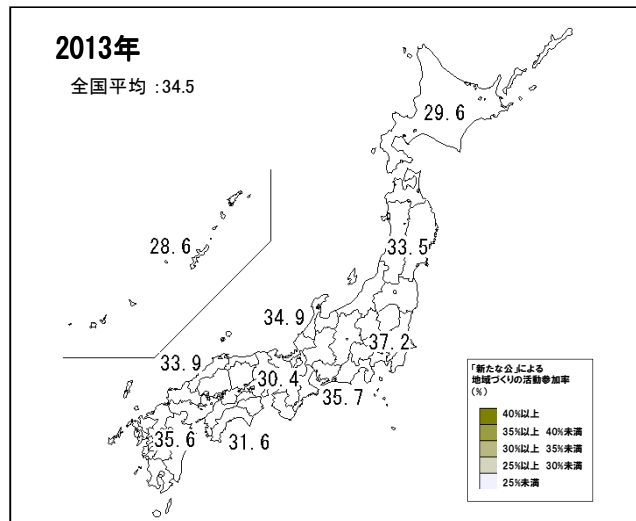 2013年
全国平均 :34.5
29.6
28.6
33.5
34.9
37.2
33.9
30.4
35.7
35.6
31.6
「新たな公」による
地域づくりの活動参加率
(%)
40%以上
35%以上 40%未満
30%以上 35%未満
25%以上 30%未満
25%未満